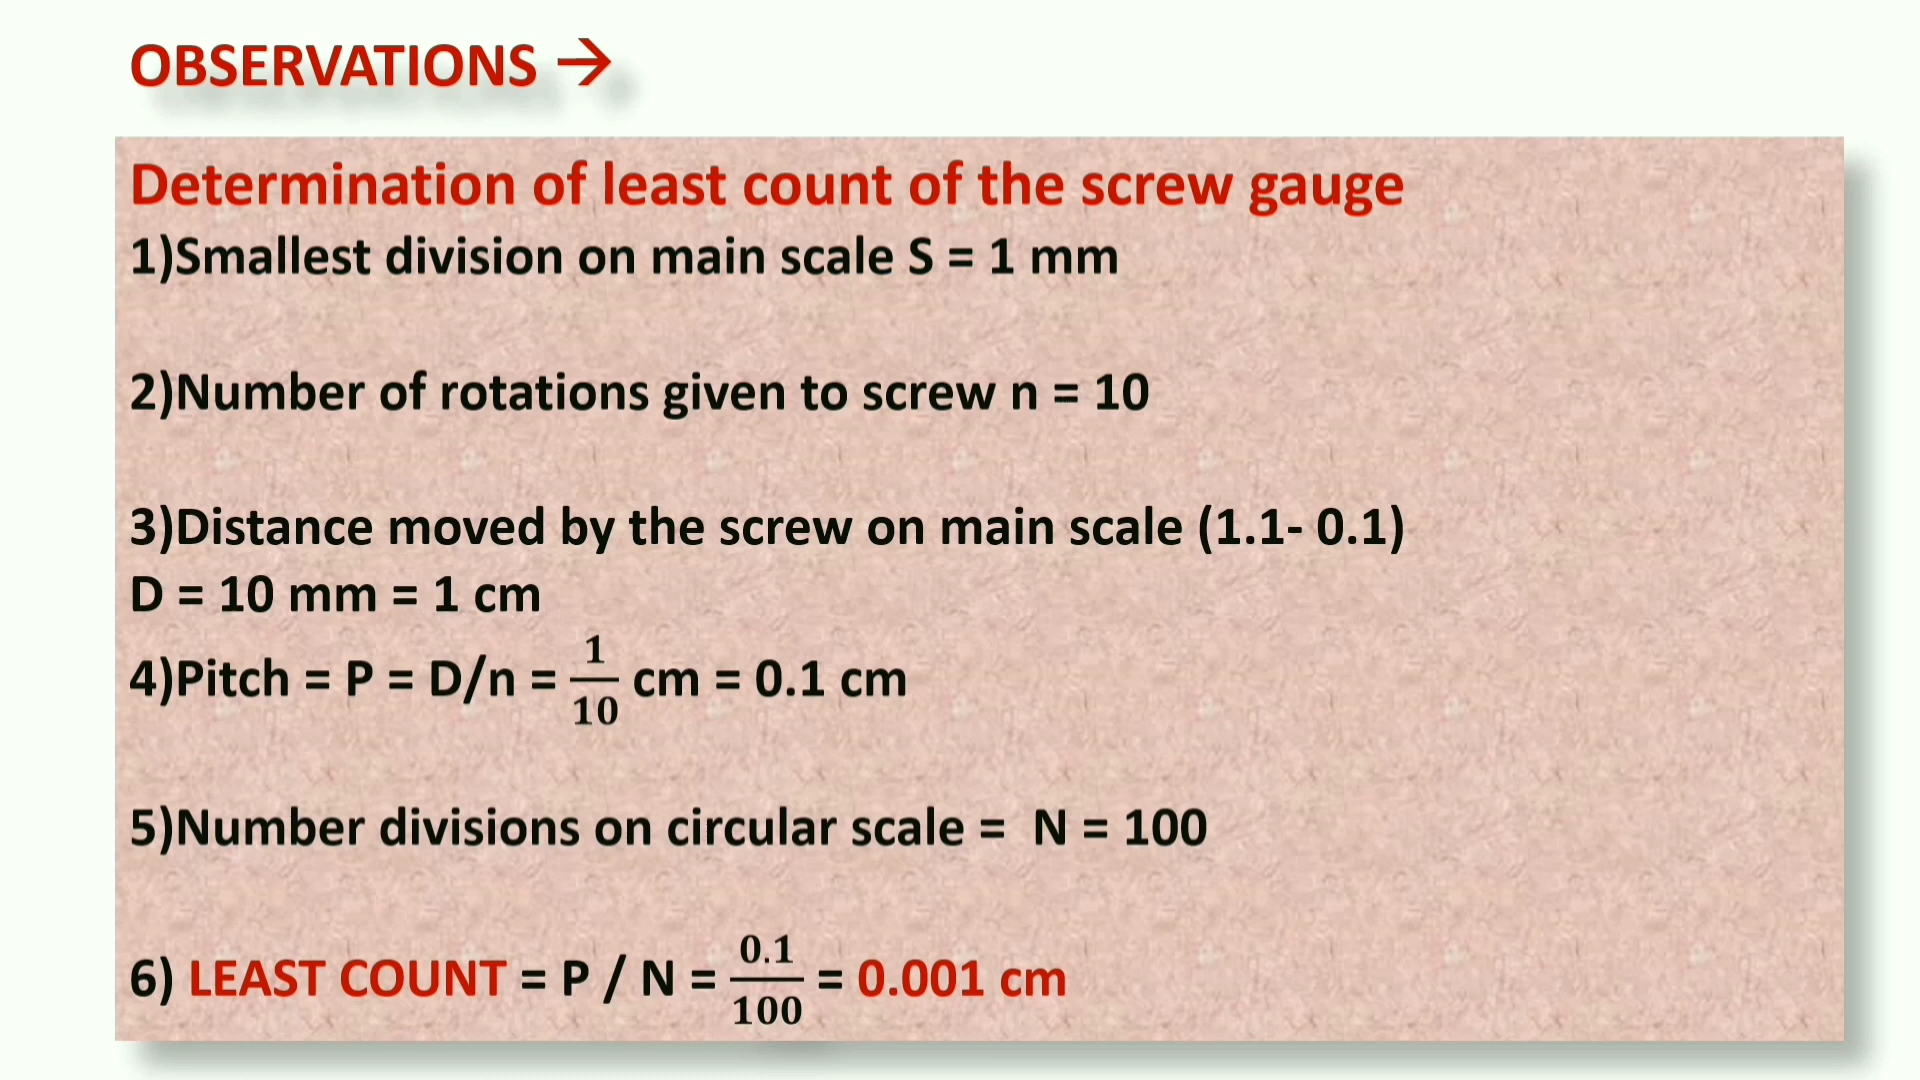 OBSERVATIONS →
Determination of least count of the screw gauge
1)Smallest division on main scale S = 1 mm
2)Number of rotations given to screw n = 10
3)Distance moved by the screw on main scale (1.1- 0.1)
D = 10 mm = 1 cm
4)Pitch = P = D/n = 1/10 cm = 0.1 cm
5)Number divisions on circular scale = N = 100
6) LEAST COUNT = P / N = 0.1/100 = 0.001 cm